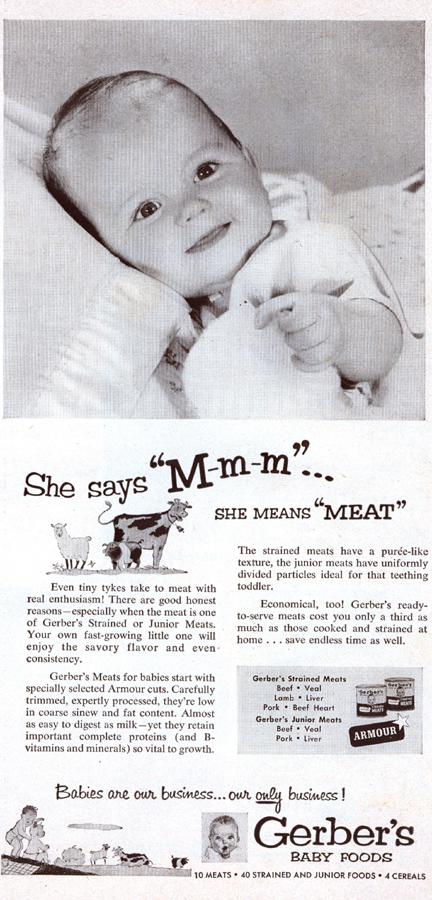 She says "M-m-m"...
SHE MEANS "MEAT"
Even tiny tykes take to meat with
real enthusiasm! There are good honest
reasons—especially when the meat is one
of Gerber's Strained or Junior Meats.
Your own fast-growing little one will
enjoy the savory flavor and even
consistency.
Gerber's Meats for babies start with
specially selected Armour cuts. Carefully
trimmed, expertly processed, they're low
in coarse sinew and fat content. Almost
as easy to digest as milk—yet they retain
important complete proteins (and B-
vitamins and minerals) so vital to growth.
The strained meats have a purée-like
texture, the junior meats have uniformly
divided particles ideal for that teething
toddler.
Economical, too! Gerber's ready-
to-serve meats cost you only a third as
much as those cooked and strained at
home . . . save endless time as well.
Gerber's Strained Meats
Beef • Veal
Lamb • Liver
Pork • Beef Heart
Gerber's Junior Meats
Beef • Veal
Pork • Liver
Gerber's
Gerber's
ARMOUR
Babies are our business...our only business!
Gerber's
BABY FOODS
10 MEATS • 40 STRAINED AND JUNIOR FOODS • 4 CEREALS